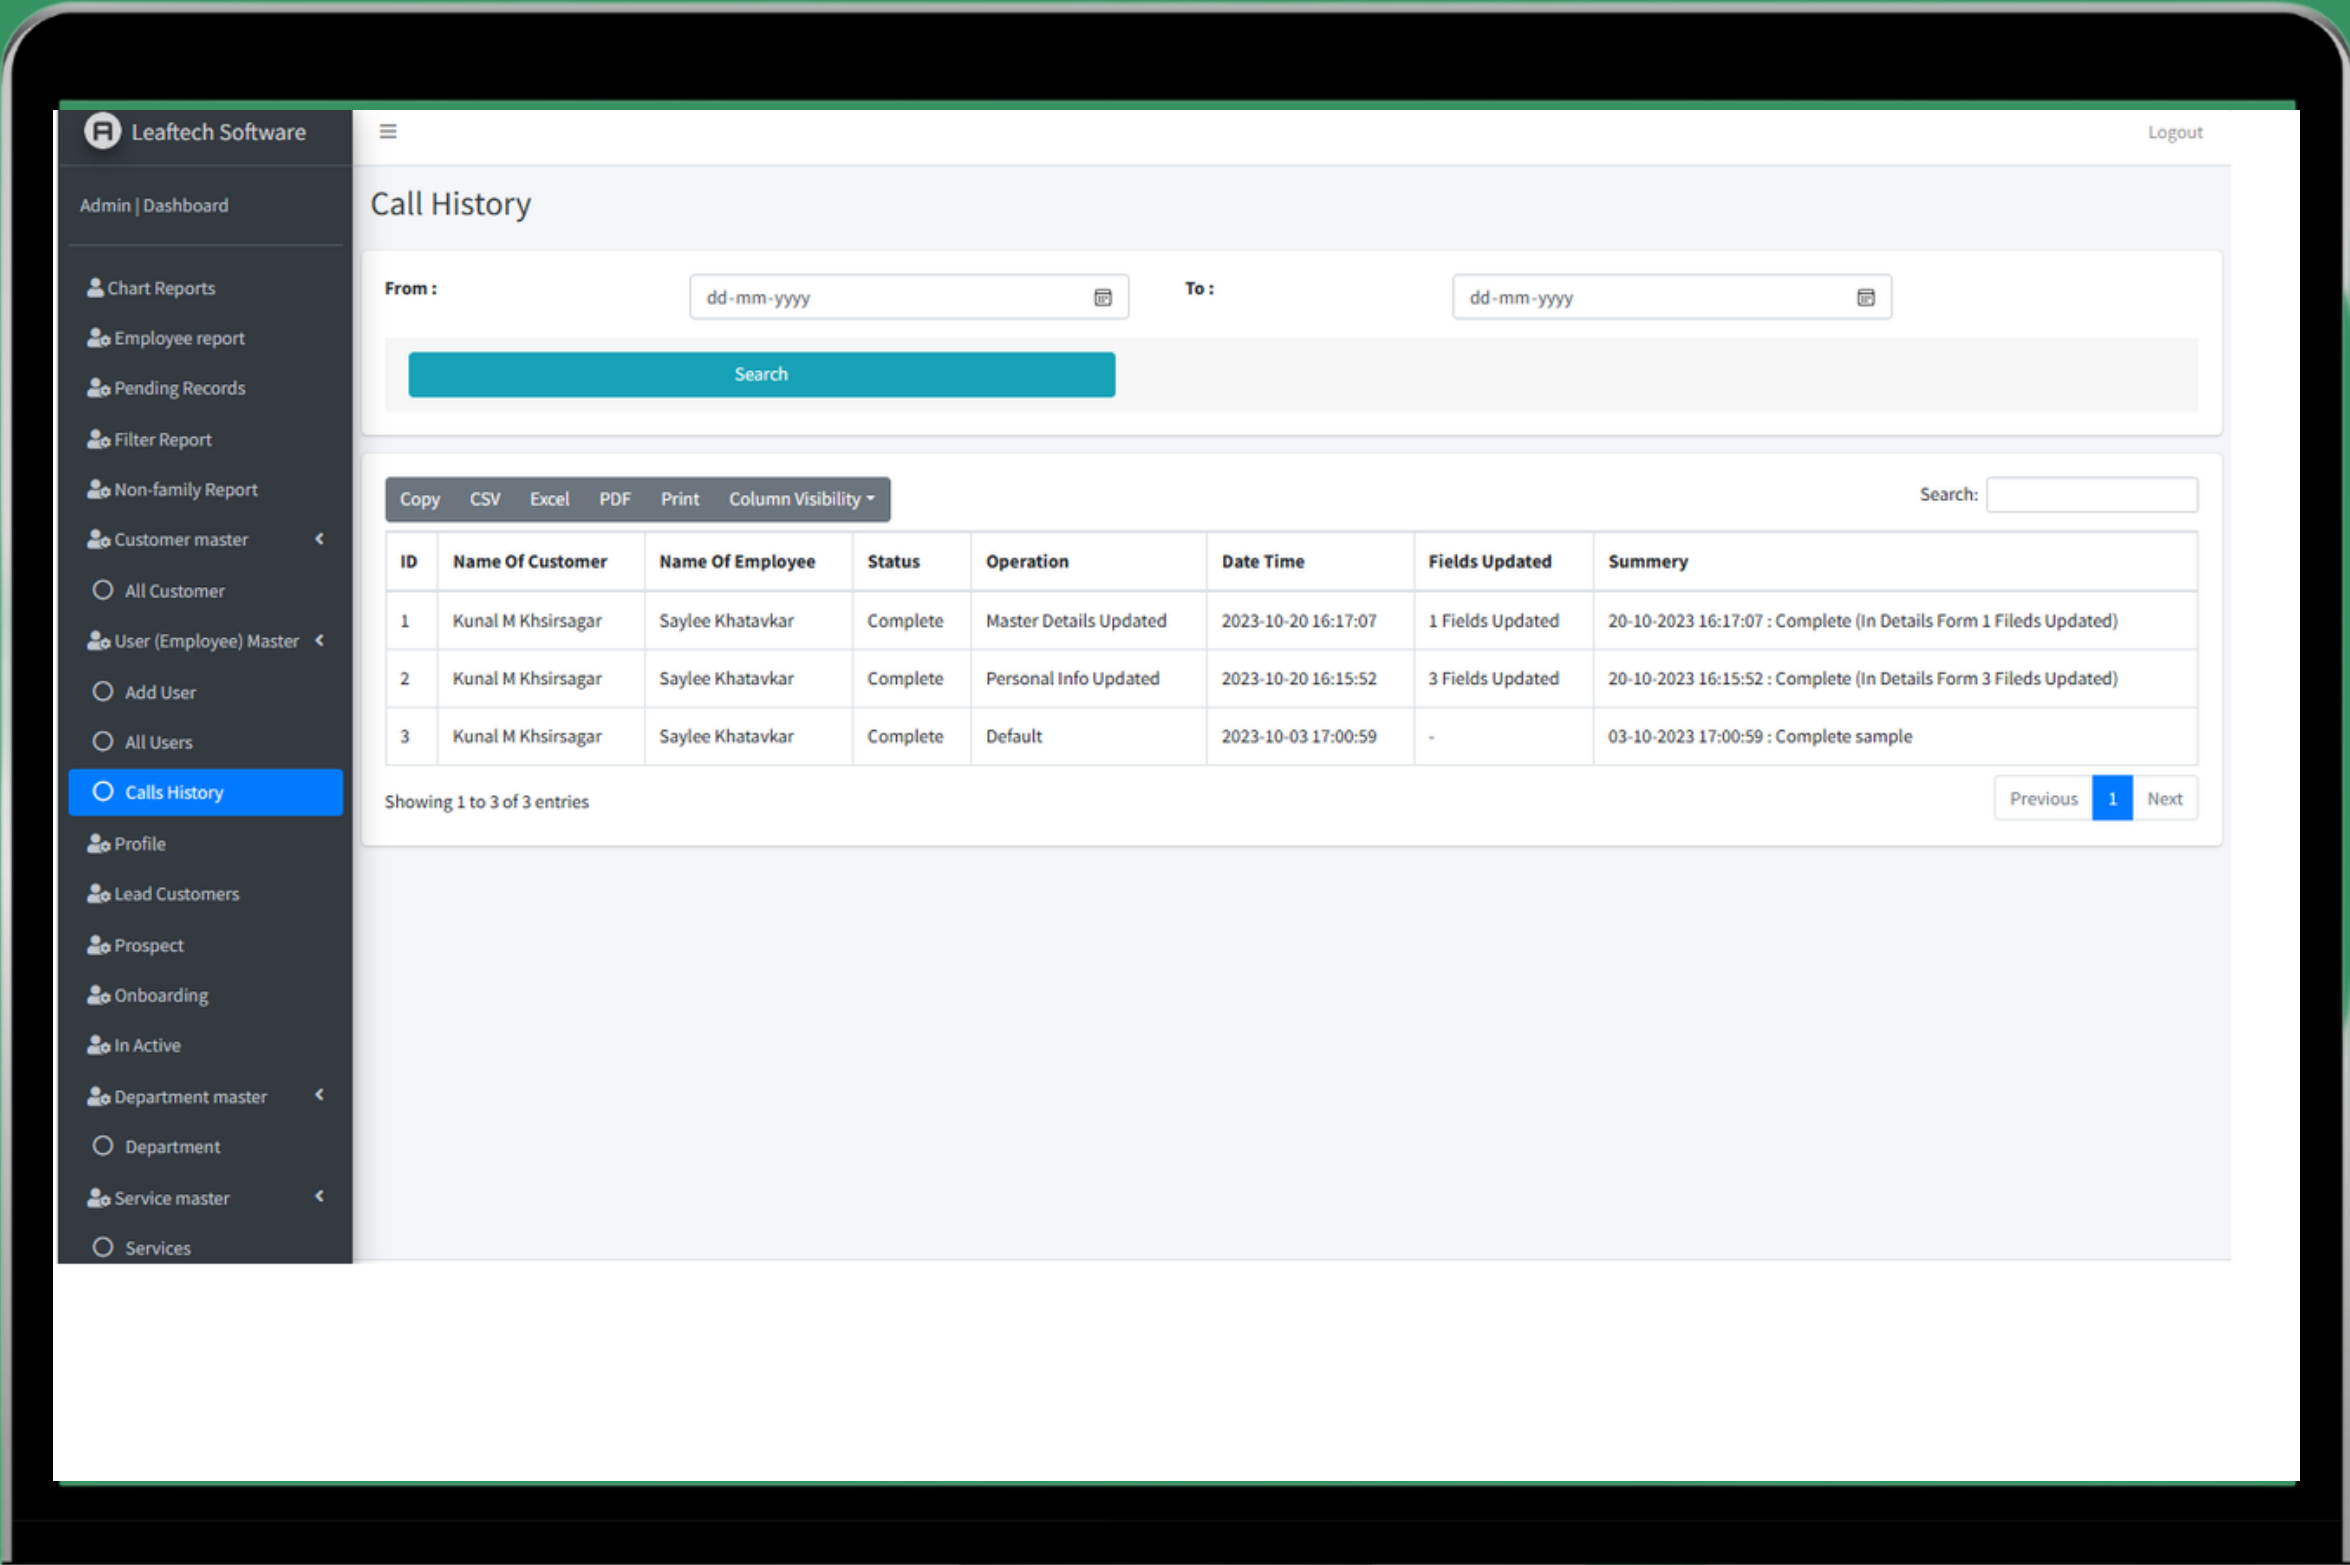 Leaftech Software
Logout
Admin | Dashboard
Chart Reports
Employee report
Pending Records
Filter Report
Non-family Report
Customer master
All Customer
User (Employee) Master
Add User
All Users
Calls History
Profile
Lead Customers
Prospect
Onboarding
In Active
Department master
Department
Service master
Services
Call History
From : dd-mm-yyyy To : dd-mm-yyyy
Search
Copy CSV Excel PDF Print Column Visibility Search:
ID Name Of Customer Name Of Employee Status Operation Date Time Fields Updated Summery
1 Kunal M Khsirsagar Saylee Khatavkar Complete Master Details Updated 2023-10-20 16:17:07 1 Fields Updated 20-10-2023 16:17:07 : Complete (In Details Form 1 Fileds Updated)
2 Kunal M Khsirsagar Saylee Khatavkar Complete Personal Info Updated 2023-10-20 16:15:52 3 Fields Updated 20-10-2023 16:15:52 : Complete (In Details Form 3 Fileds Updated)
3 Kunal M Khsirsagar Saylee Khatavkar Complete Default 2023-10-03 17:00:59 - 03-10-2023 17:00:59 : Complete sample
Showing 1 to 3 of 3 entries Previous 1 Next